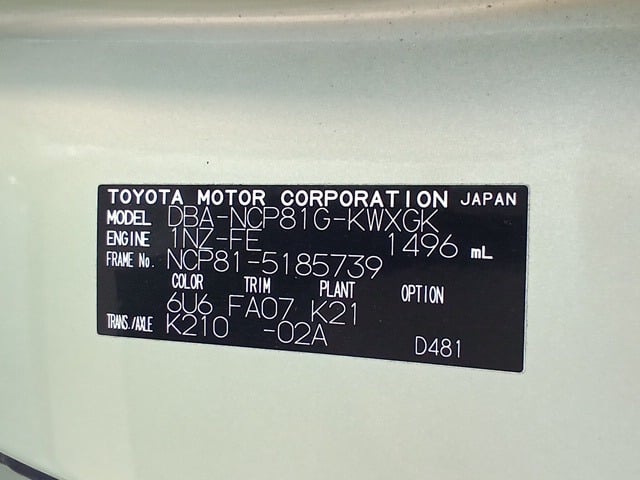 TOYOTA MOTOR CORPORATION JAPAN
MODEL DBA-NCP81G-KWXGK
ENGINE 1NZ-FE 1496 mL
FRAME No. NCP81-5185739
COLOR TRIM PLANT OPTION
6U6 FA07 K21
TRANS./AXLE K210 -02A
D481